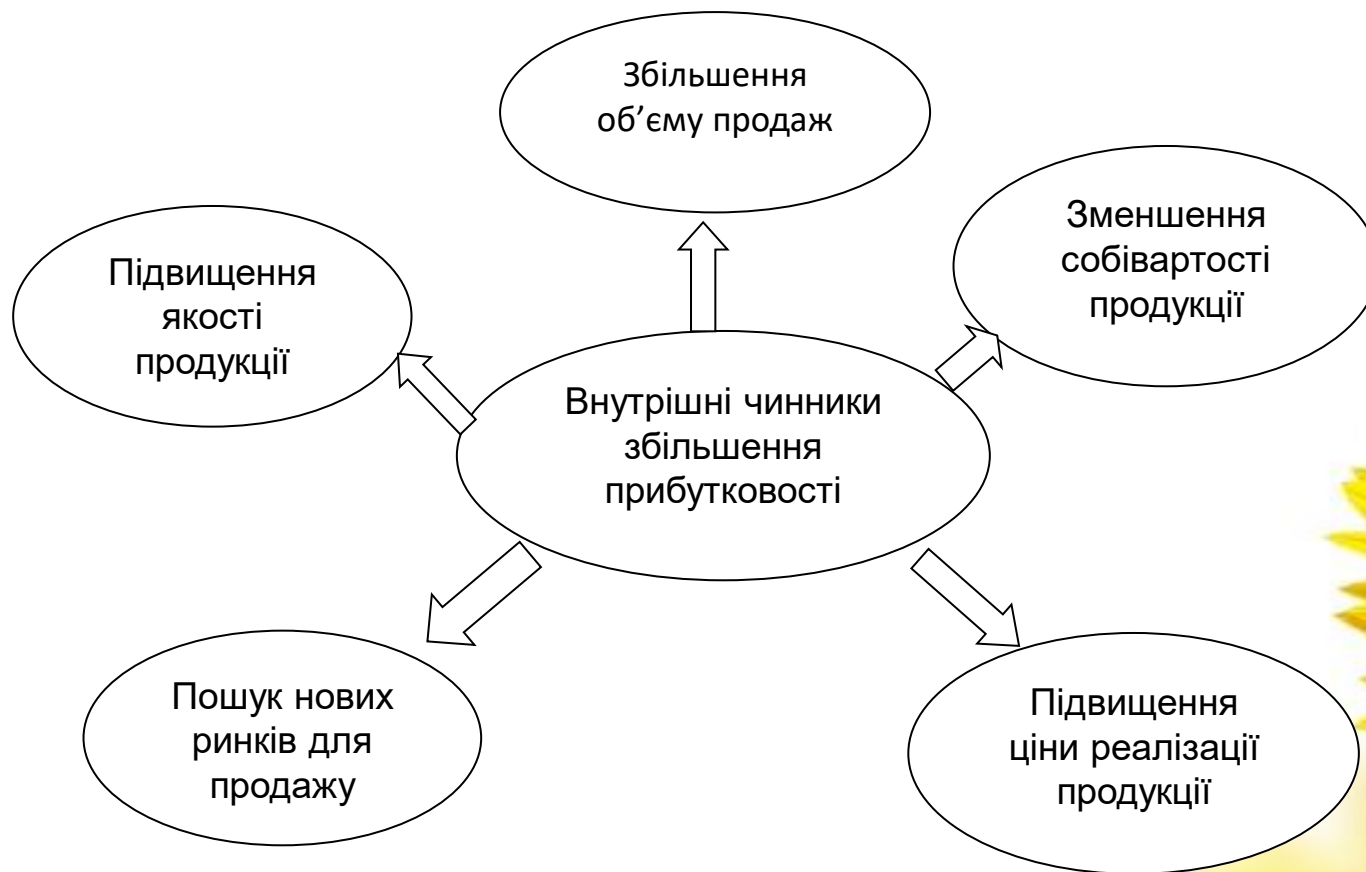 Збільшення
об’єму продаж
Підвищення
якості
продукції
Зменшення
собівартості
продукції
Внутрішні чинники
збільшення
прибутковості
Пошук нових
ринків для
продажу
Підвищення
ціни реалізації
продукції